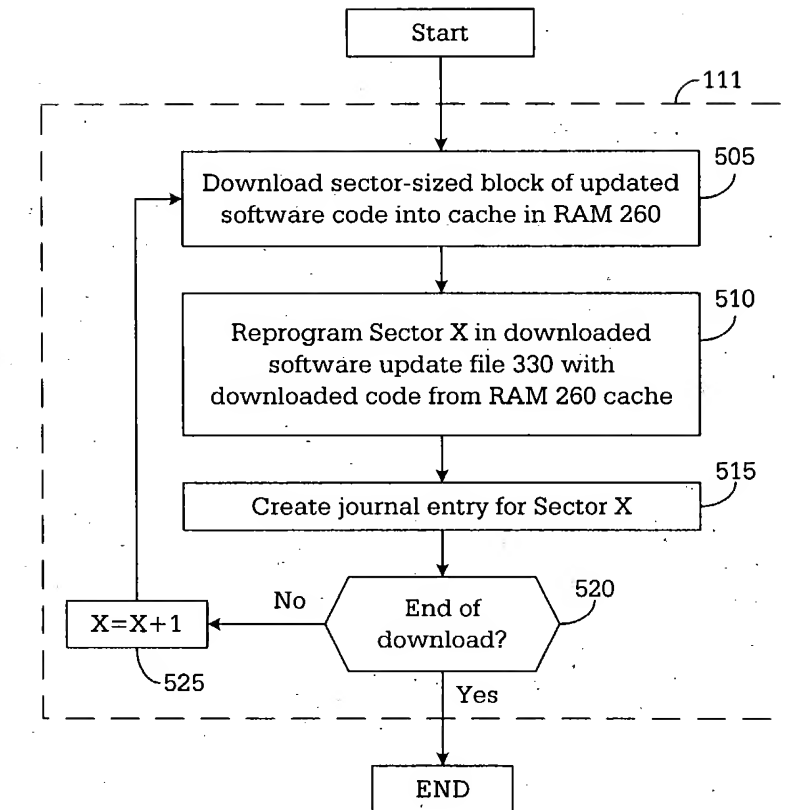 Start
111
505
Download sector-sized block of updated
software code into cache in RAM 260
510
Reprogram Sector X in downloaded
software update file 330 with
downloaded code from RAM 260 cache
515
Create journal entry for Sector X
520
No
End of
download?
X=X+1
525
Yes
END